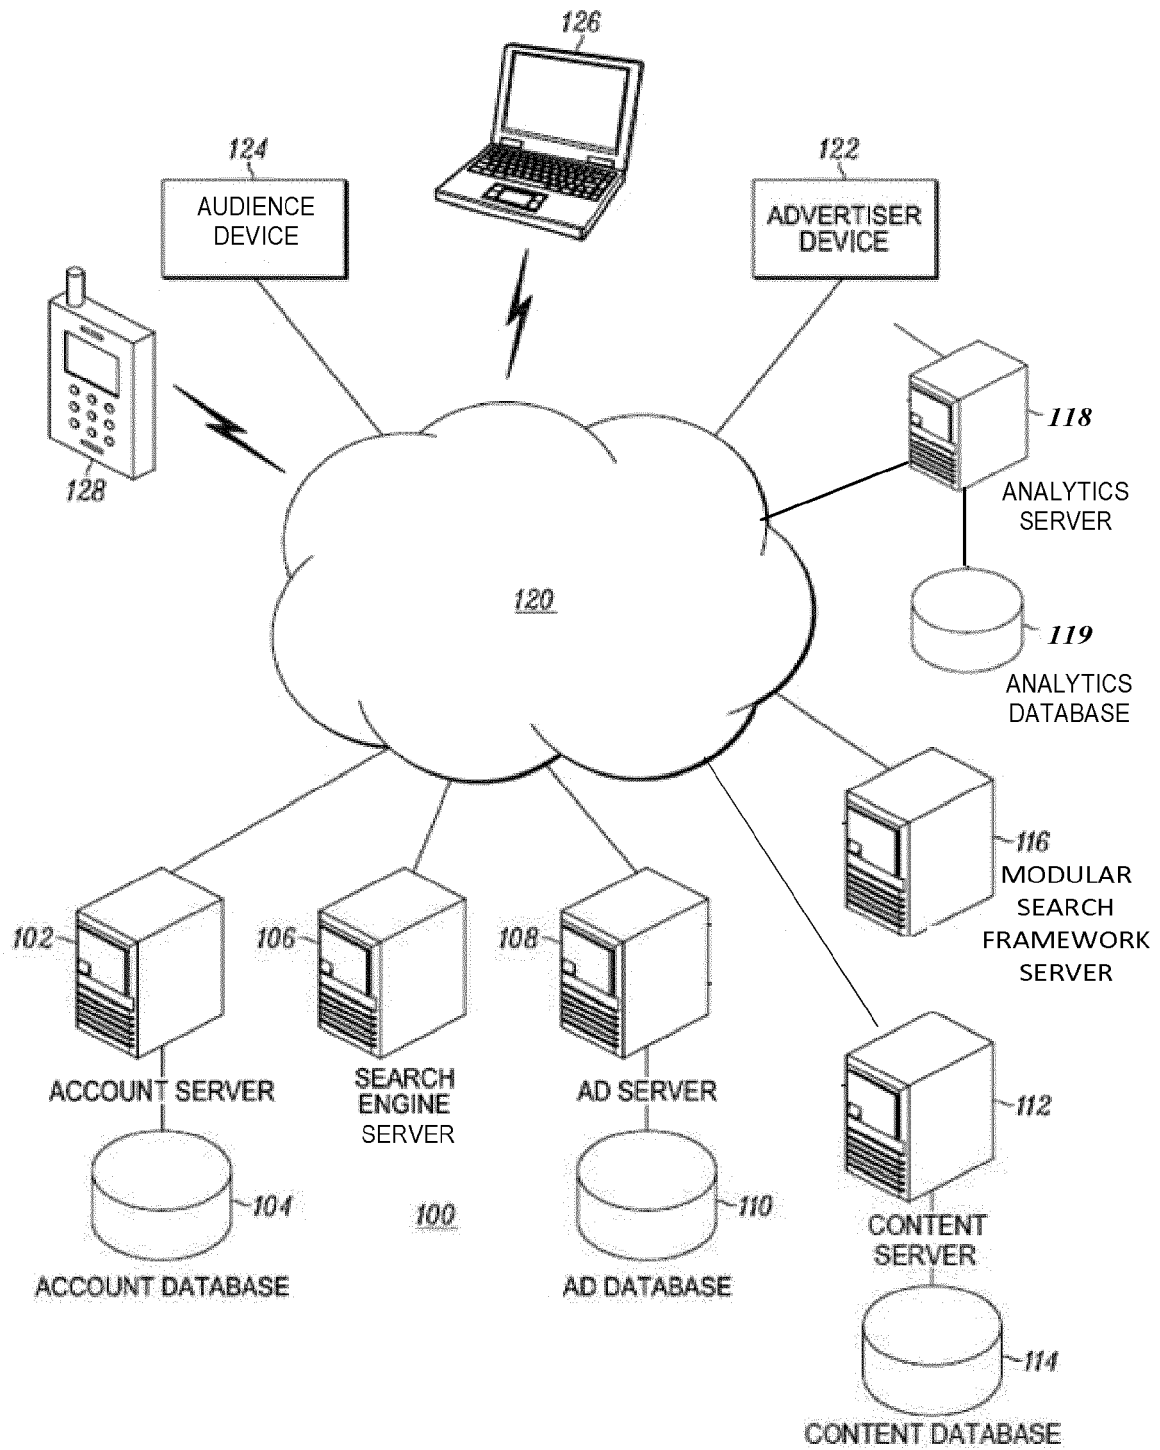 126
124
122
AUDIENCE
DEVICE
ADVERTISER
DEVICE
118
128
ANALYTICS
SERVER
120
119
ANALYTICS
DATABASE
116
MODULAR
SEARCH
FRAMEWORK
SERVER
102
106
108
ACCOUNT SERVER
SEARCH
ENGINE
SERVER
AD SERVER
112
104
100
110
CONTENT
SERVER
ACCOUNT DATABASE
AD DATABASE
114
CONTENT DATABASE